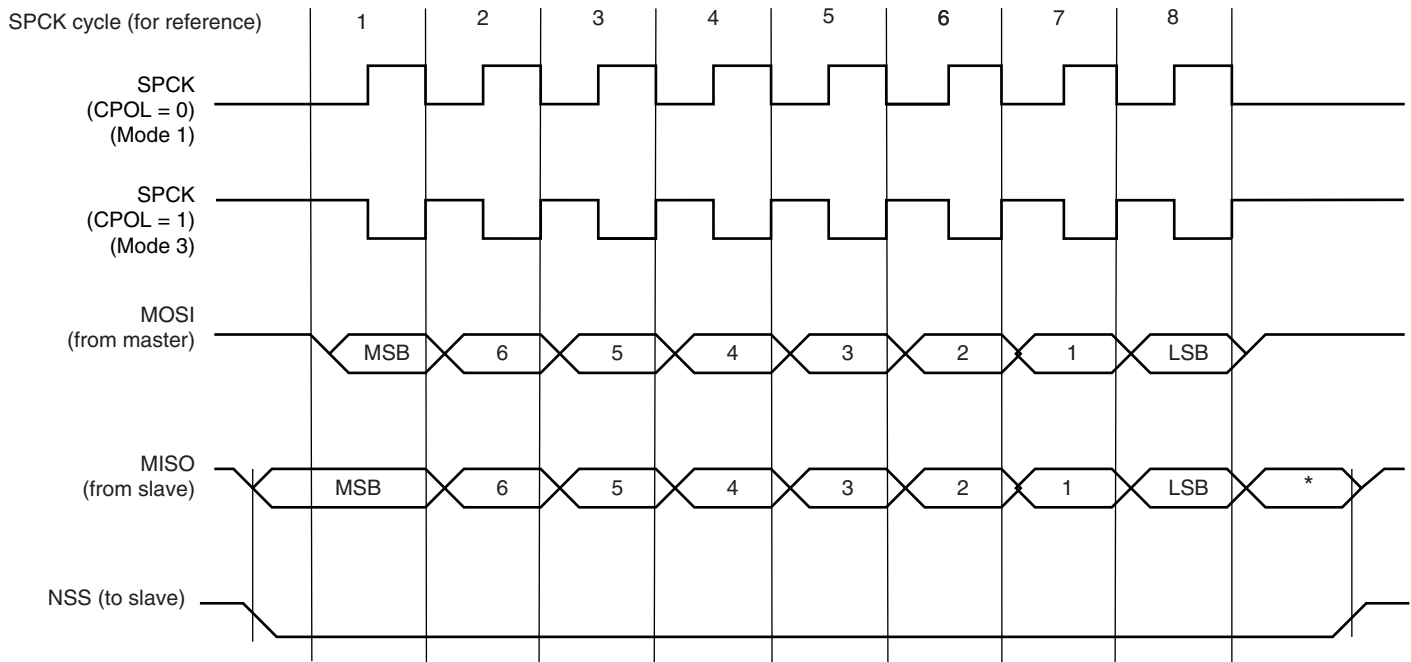 SPCK cycle (for reference) 1 2 3 4 5 6 7 8
SPCK
(CPOL = 0)
(Mode 1)
SPCK
(CPOL = 1)
(Mode 3)
MOSI
(from master)
MSB 6 5 4 3 2 1 LSB
MISO
(from slave)
MSB 6 5 4 3 2 1 LSB *
NSS (to slave)